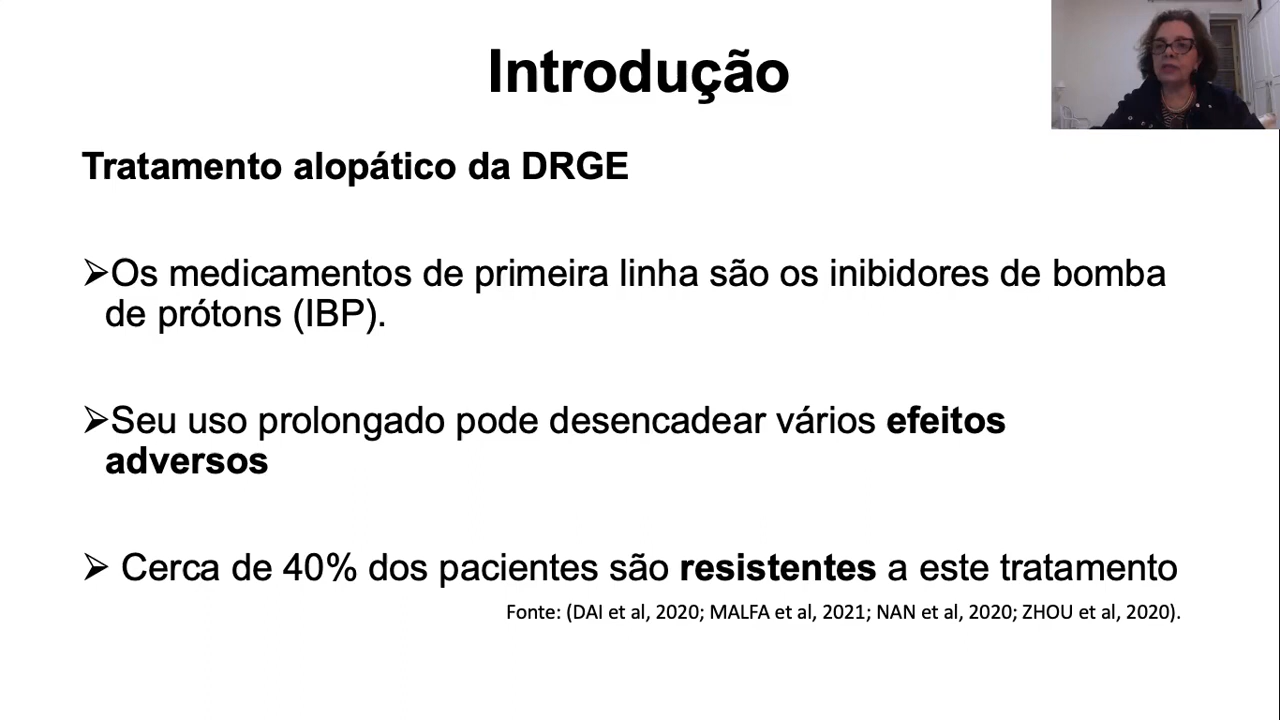 Introdução
Tratamento alopático da DRGE
➢Os medicamentos de primeira linha são os inibidores de bomba
de prótons (IBP).
➢Seu uso prolongado pode desencadear vários efeitos
adversos
➢ Cerca de 40% dos pacientes são resistentes a este tratamento
Fonte: (DAI et al, 2020; MALFA et al, 2021; NAN et al, 2020; ZHOU et al, 2020).